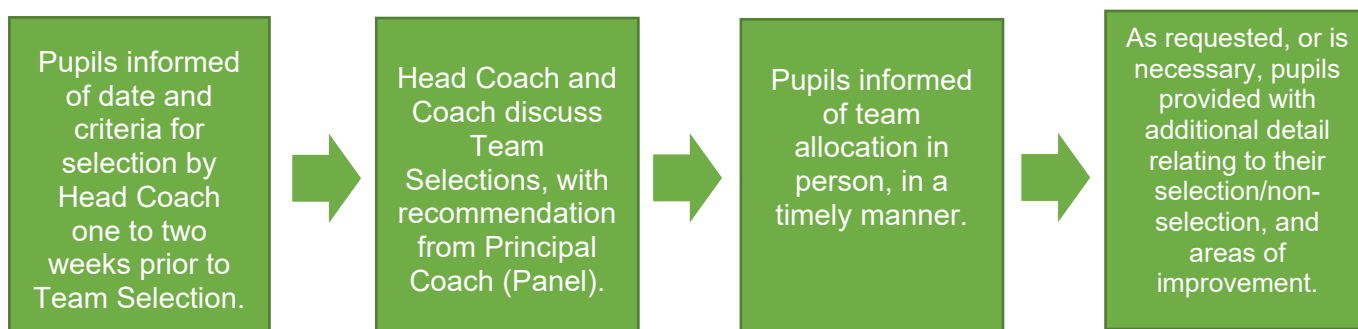 Pupils informed
of date and
criteria for
selection by
Head Coach
one to two
weeks prior to
Team Selection.
Head Coach and
Coach discuss
Team
Selections, with
recommendation
from Principal
Coach (Panel).
Pupils informed
of team
allocation in
person, in a
timely manner.
As requested, or is
necessary, pupils
provided with
additional detail
relating to their
selection/non-
selection, and
areas of
improvement.